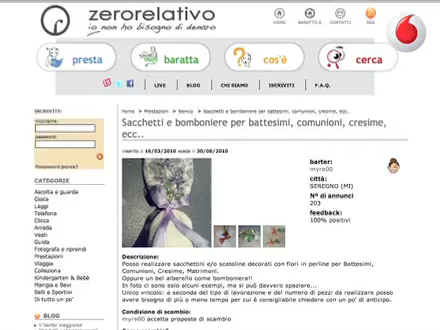 zerorelativo
io non ho bisogno di denaro
HOME
BARATTO E
CONTATTI
RSS
presta
baratta
cos'è
cerca
LIVE
BLOG
CHI SIAMO
ISCRIVITI
F.A.Q.
ISCRIVITI:
nickname:
password:
Password persa?
CATEGORIE
Ascolta e guarda
Gioca
Leggi
Telefona
Clicca
Arreda
Vesti
Guida
Fotografa e riprendi
Prestazioni
Viaggia
Colleziona
Kindergarten & Bebè
Mangia e Bevi
Belli e Sportivi
Di tutto un po'
BLOG
Home > Prestazioni > Servizi > Sacchetti e bomboniere per battesimi, comunioni, cresime, ecc..
Sacchetti e bomboniere per battesimi, comunioni, cresime,
ecc..
inserito il 16/03/2010 scade il 30/08/2010
barter:
myre00
città:
SEREGNO (MI)
Nº di annunci
203
feedback:
100% positivi
Descrizione:
Posso realizzare sacchettini e/o scatoline decorati con fiori in perline per Battesimi,
Comunioni, Cresime, Matrimoni.
Oppure un bel alberello come bomboniera!!
In foto ci sono solo alcuni esempi, ma si può davvero spaziare...
Unico vincolo: a seconda del tipo di lavorazione e del numero di pezzi da realizzare posso
avere bisogno di più o meno tempo per cui è consigliabile chiedere con un po' di anticipo.
Condizione di scambio:
myre00 accetta proposte di scambio